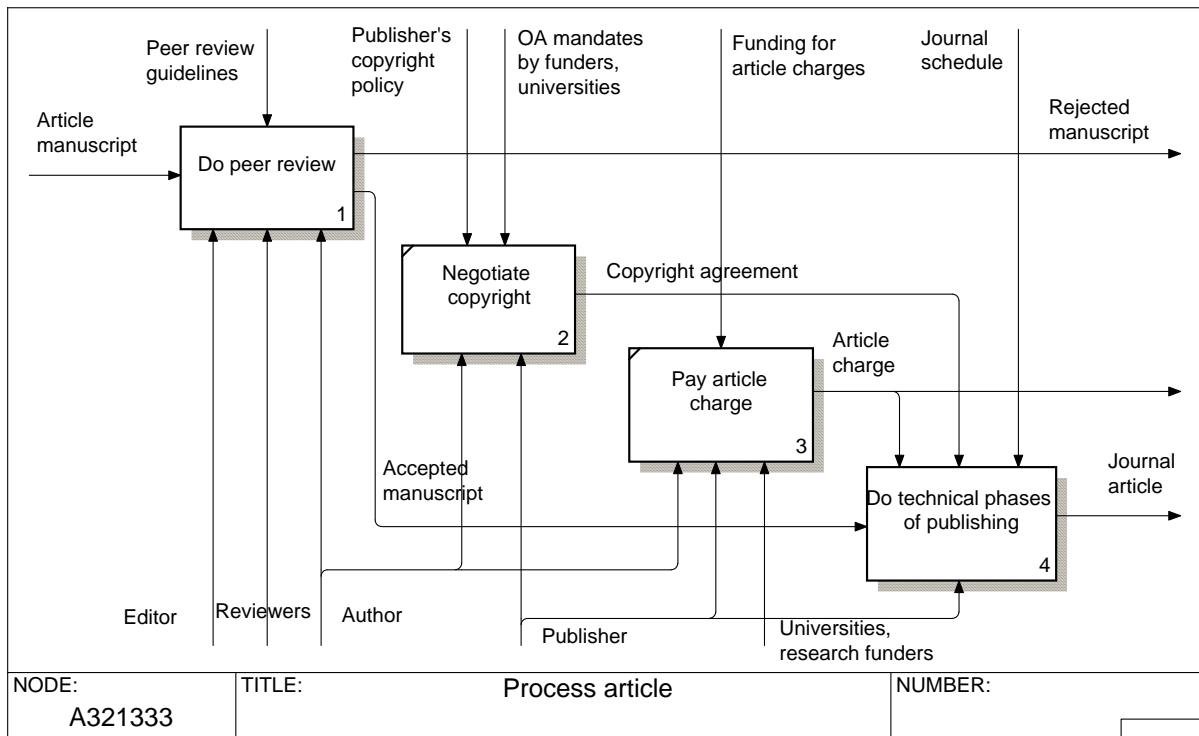 Peer review
guidelines
Publisher's
copyright
policy
OA mandates
by funders,
universities
Funding for
article charges
Journal
schedule
Article
manuscript
Rejected
manuscript
Do peer review
1
Negotiate
copyright
2
Copyright agreement
Pay article
charge
3
Article
charge
Accepted
manuscript
Do technical phases
of publishing
4
Journal
article
Editor
Reviewers
Author
Publisher
Universities,
research funders
NODE:
A321333
TITLE:
Process article
NUMBER: